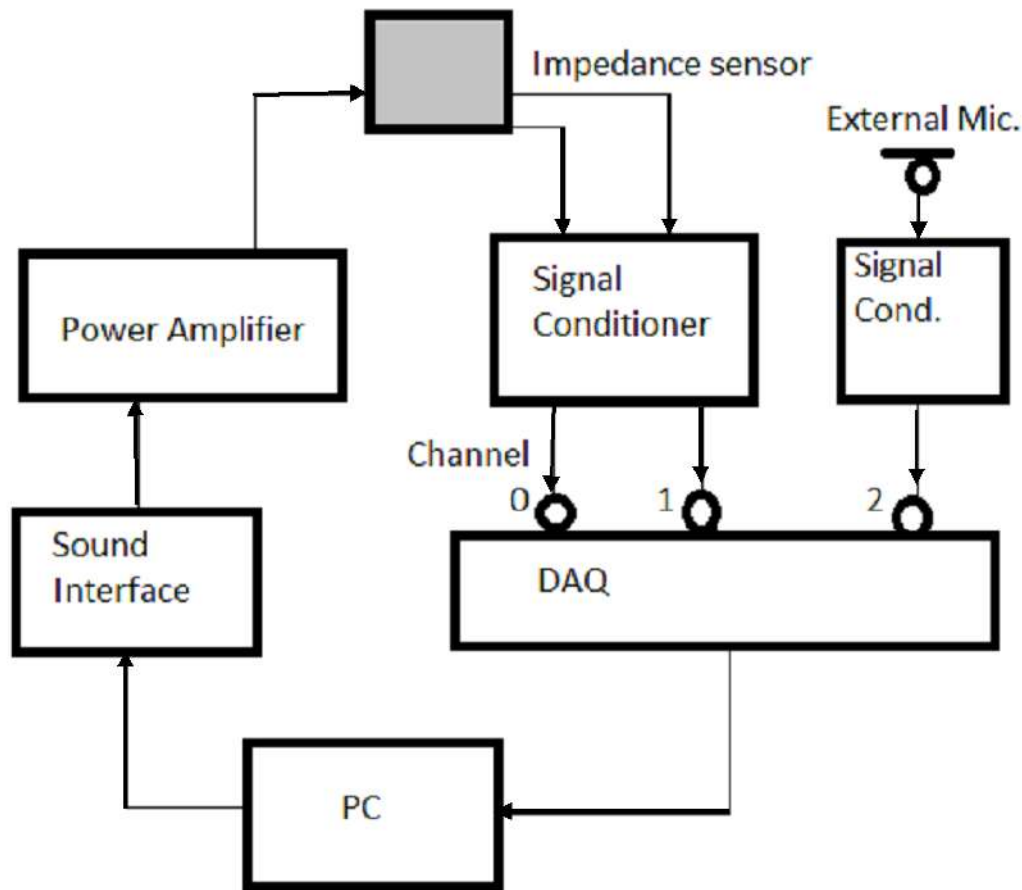 Impedance sensor
External Mic.
Power Amplifier
Signal
Conditioner
Signal
Cond.
Channel
0
1
2
Sound
Interface
DAQ
PC